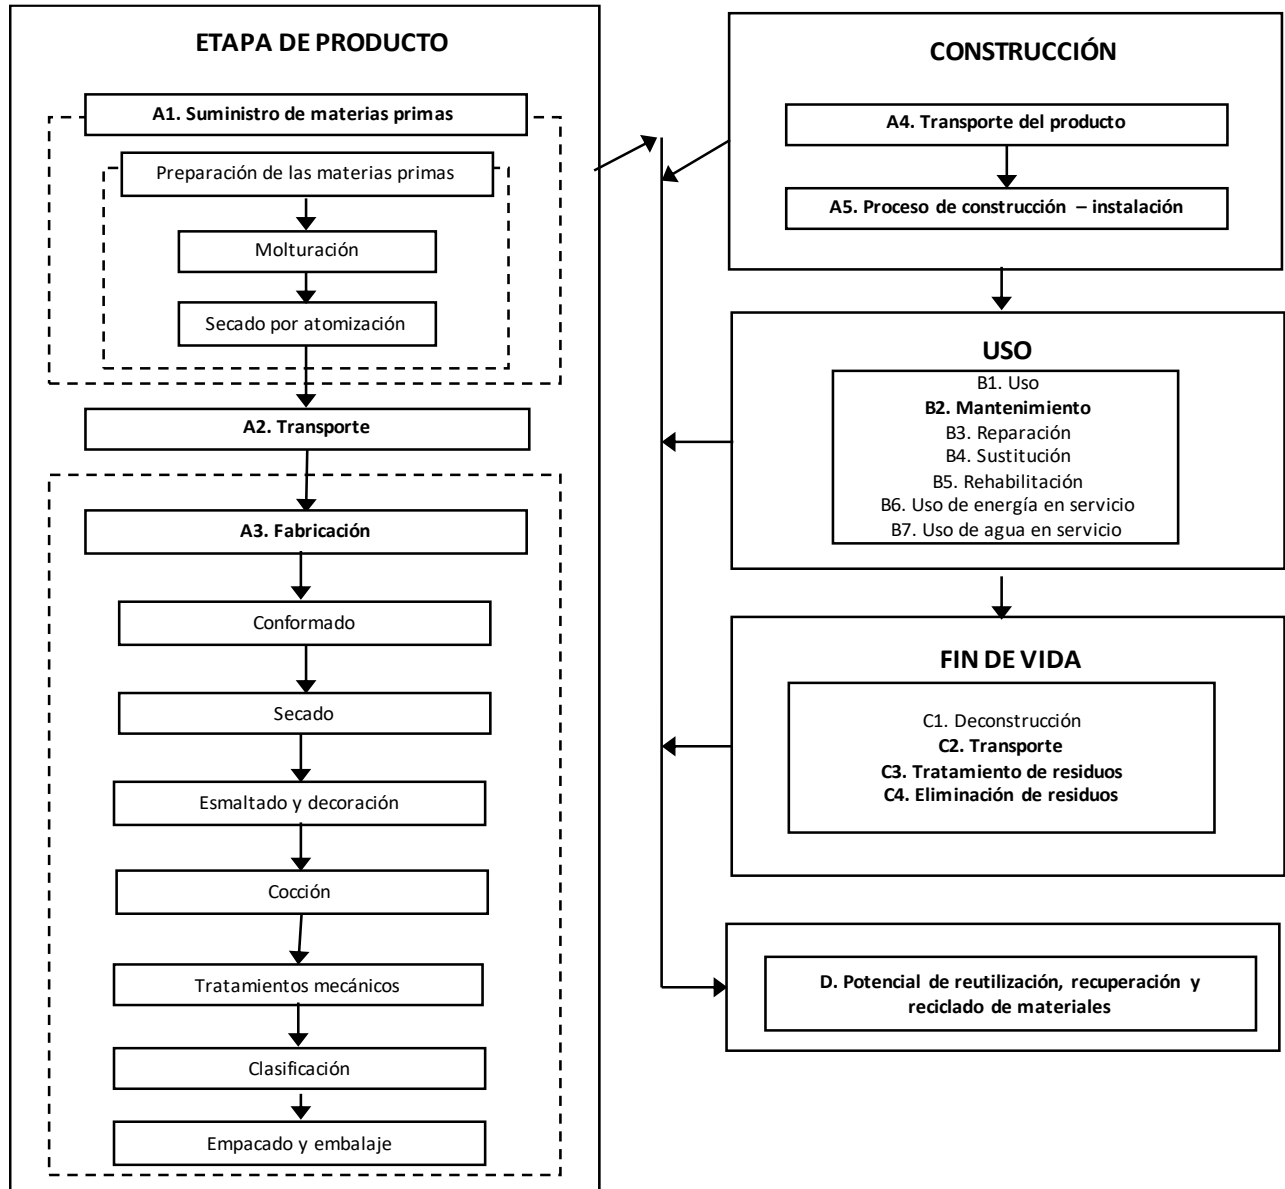 ETAPA DE PRODUCTO
A1. Suministro de materias primas
Preparación de las materias primas
Molturación
Secado por atomización
A2. Transporte
A3. Fabricación
Conformado
Secado
Esmaltado y decoración
Cocción
Tratamientos mecánicos
Clasificación
Empacado y embalaje
CONSTRUCCIÓN
A4. Transporte del producto
A5. Proceso de construcción – instalación
USO
B1. Uso
B2. Mantenimiento
B3. Reparación
B4. Sustitución
B5. Rehabilitación
B6. Uso de energía en servicio
B7. Uso de agua en servicio
FIN DE VIDA
C1. Deconstrucción
C2. Transporte
C3. Tratamiento de residuos
C4. Eliminación de residuos
D. Potencial de reutilización, recuperación y
reciclado de materiales